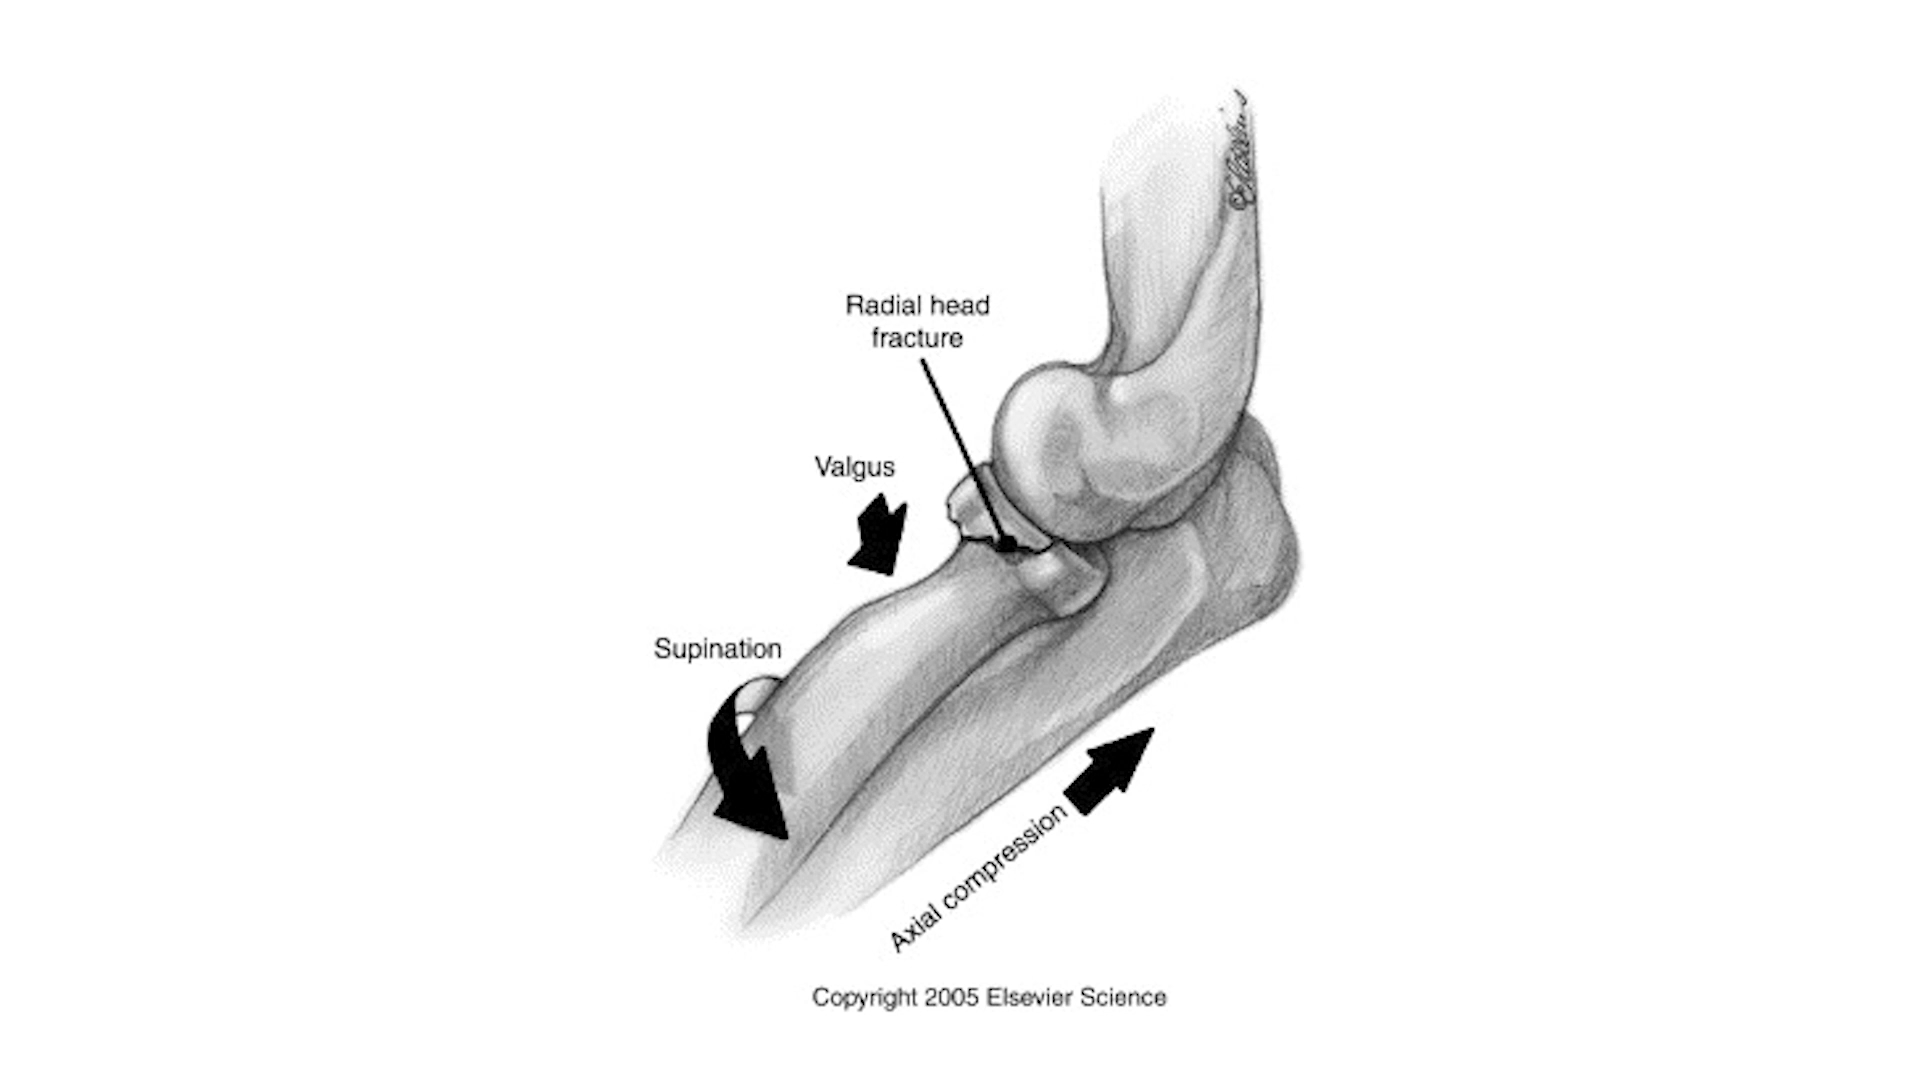 Radial head
fracture
Valgus
Supination
Axial compression
Copyright 2005 Elsevier Science